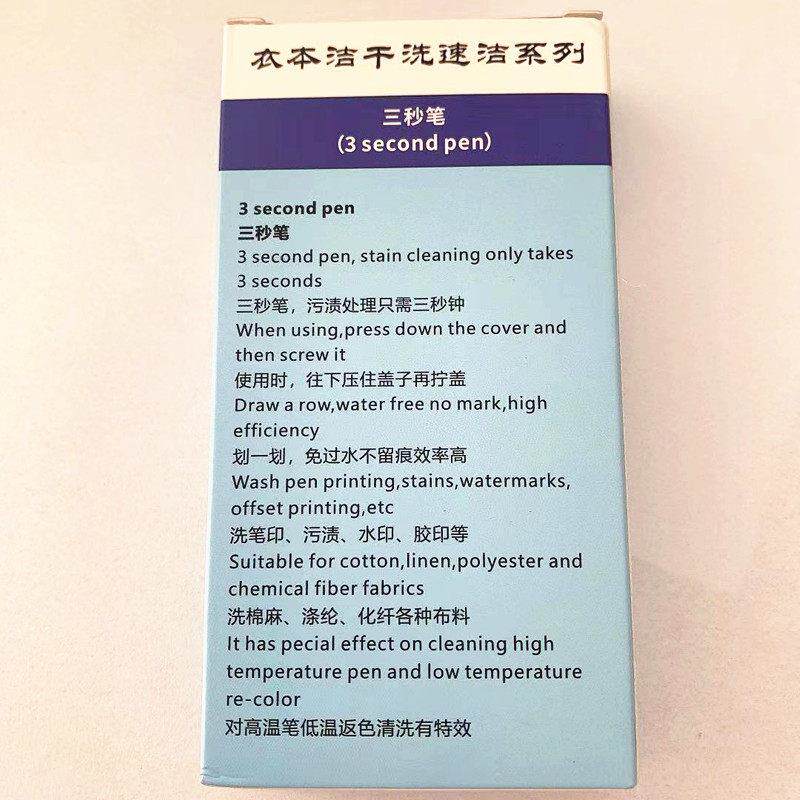 衣本洁干洗速洁系列
三秒笔
(3 second pen)
3 second pen
三秒笔
3 second pen, stain cleaning only takes
3 seconds
三秒笔，污渍处理只需三秒钟
When using,press down the cover and
then screw it
使用时，往下压住盖子再拧盖
Draw a row,water free no mark,high
efficiency
划一划，免过水不留痕效率高
Wash pen printing,stains,watermarks,
offset printing,etc
洗笔印、污渍、水印、胶印等
Suitable for cotton,linen,polyester and
chemical fiber fabrics
洗棉麻、涤纶、化纤各种布料
It has pecial effect on cleaning high
temperature pen and low temperature
re-color
对高温笔低温返色清洗有特效